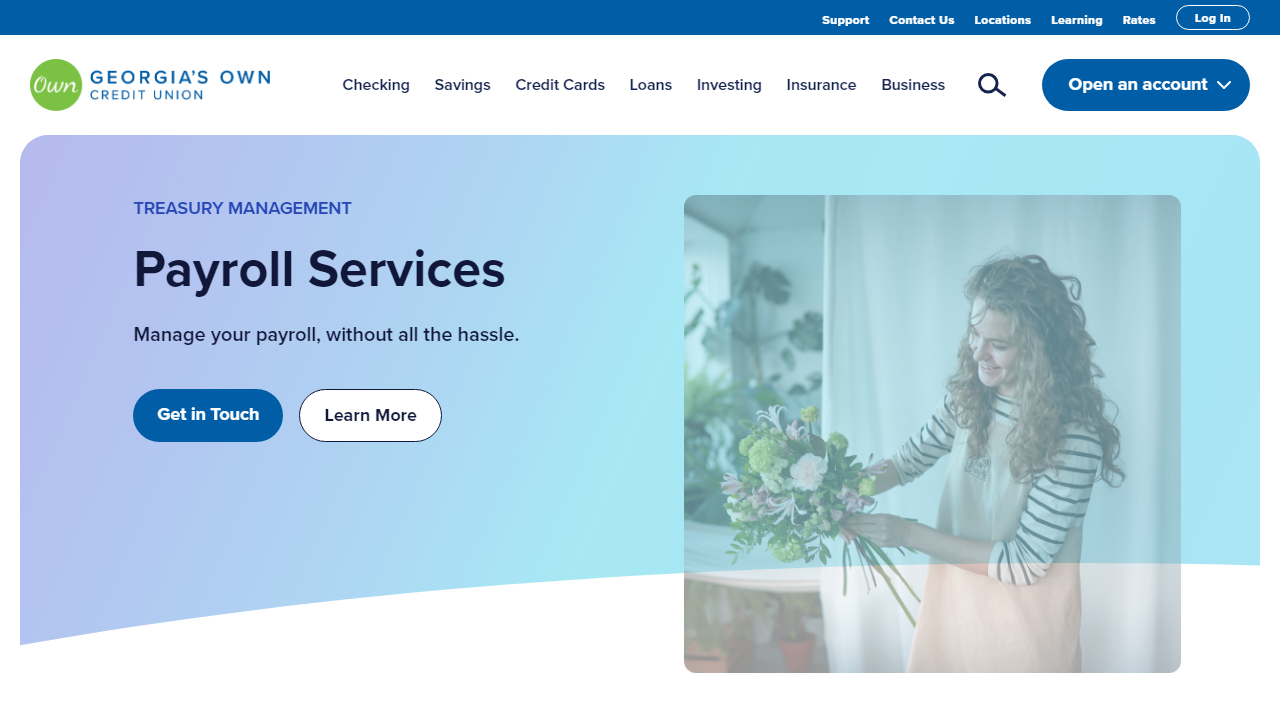 Support Contact Us Locations Learning Rates Log In
Own GEORGIA'S OWN
CREDIT UNION
Checking Savings Credit Cards Loans Investing Insurance Business
Open an account
TREASURY MANAGEMENT
Payroll Services
Manage your payroll, without all the hassle.
Get in Touch Learn More